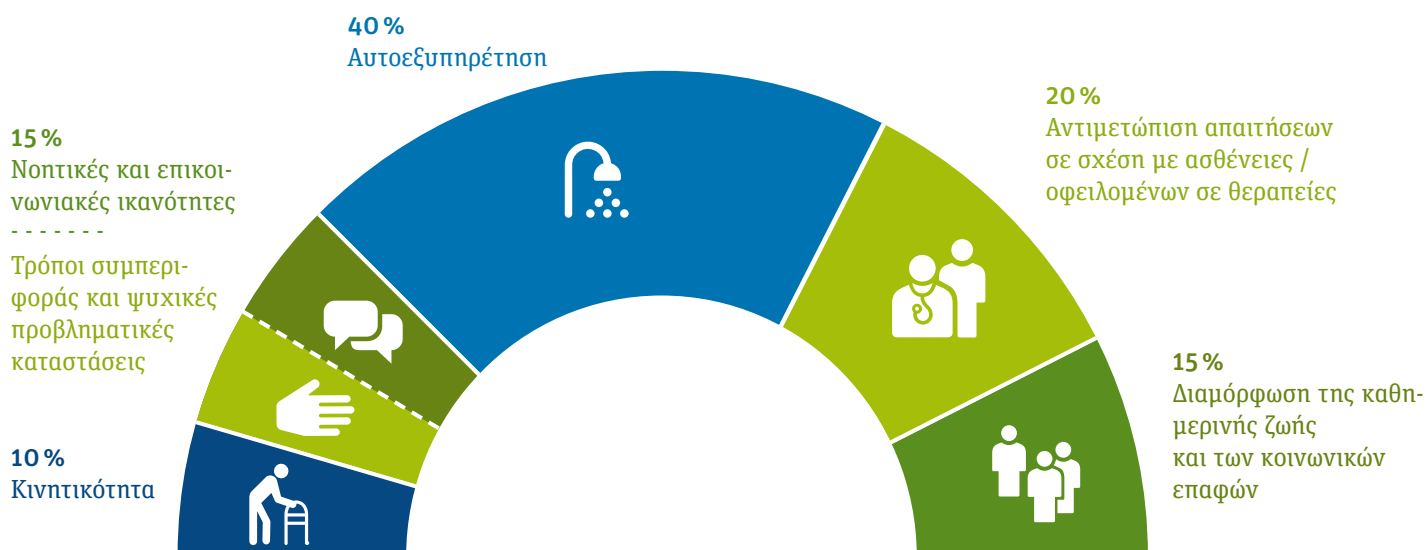 40 %
Αυτοεξυπηρέτηση
20 %
Αντιμετώπιση απαιτήσεων
σε σχέση με ασθένειες /
οφειλομένων σε θεραπείες
15 %
Νοητικές και επικοι-
νωνιακές ικανότητες
- - - - - - -
Τρόποι συμπερι-
φοράς και ψυχικές
προβληματικές
καταστάσεις
15 %
Διαμόρφωση της καθη-
μερινής ζωής
και των κοινωνικών
επαφών
10 %
Κινητικότητα